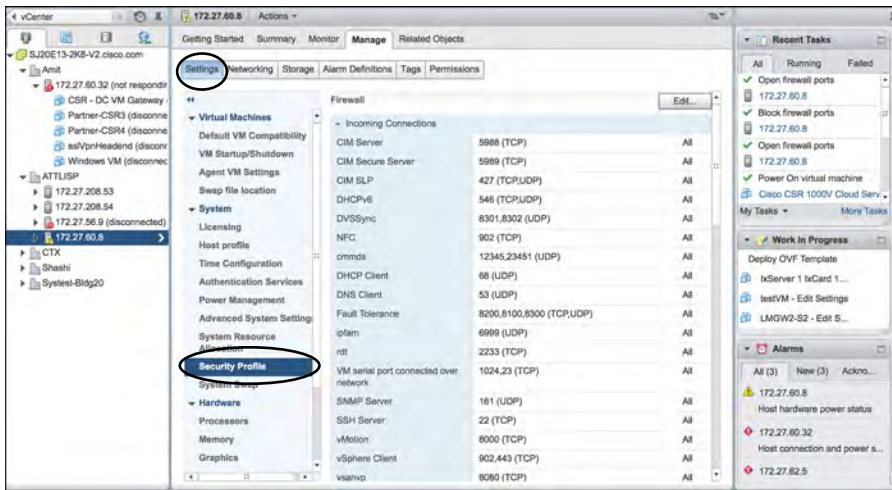 vCenter
172.27.60.8 Actions
SJ20E13-2K8-V2.cisco.com
Amit
172.27.60.32 (not respondir
CSR - DC VM Gateway
Partner-CSR3 (disconne
Partner-CSR4 (disconne
sslVpnHeadend (disconr
Windows VM (disconnec
ATTLISP
172.27.208.53
172.27.208.54
172.27.56.9 (disconnected)
172.27.60.8
CTX
Shashi
Systest-Bldg20
Getting Started Summary Monitor Manage Related Objects
Settings Networking Storage Alarm Definitions Tags Permissions
Virtual Machines
Default VM Compatibility
VM Startup/Shutdown
Agent VM Settings
Swap file location
System
Licensing
Host profile
Time Configuration
Authentication Services
Power Management
Advanced System Setting
System Resource
Allocation
Security Profile
System Swap
Hardware
Processors
Memory
Graphics
Firewall Edit...
Incoming Connections
CIM Server 5988 (TCP) All
CIM Secure Server 5989 (TCP) All
CIM SLP 427 (TCP,UDP) All
DHCPv6 546 (TCP,UDP) All
DVSSync 8301,8302 (UDP) All
NFC 902 (TCP) All
cmmds 12345,23451 (UDP) All
DHCP Client 68 (UDP) All
DNS Client 53 (UDP) All
Fault Tolerance 8200,8100,8300 (TCP,UDP) All
ipfam 6999 (UDP) All
rdt 2233 (TCP) All
VM serial port connected over network 1024,23 (TCP) All
SNMP Server 161 (UDP) All
SSH Server 22 (TCP) All
vMotion 8000 (TCP) All
vSphere Client 902,443 (TCP) All
vsanvp 8080 (TCP) All
Recent Tasks
All Running Failed
Open firewall ports
172.27.60.8
Block firewall ports
172.27.60.8
Open firewall ports
172.27.60.8
Power On virtual machine
Cisco CSR 1000V Cloud Serv
My Tasks More Tasks
Work In Progress
Deploy OVF Template
IxServer 1 IxCard 1...
testVM - Edit Settings
LMGW2-S2 - Edit S...
Alarms
All (3) New (3) Ackno...
172.27.60.8
Host hardware power status
172.27.60.32
Host connection and power s...
172.27.62.5